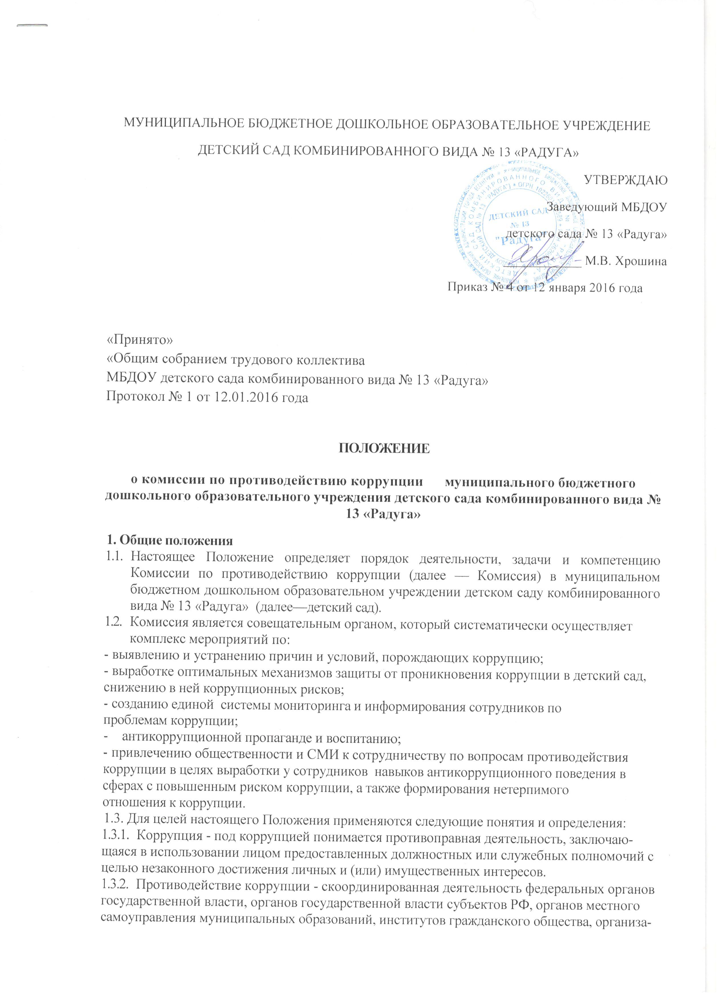 МУНИЦИПАЛЬНОЕ БЮДЖЕТНОЕ ДОШКОЛЬНОЕ ОБРАЗОВАТЕЛЬНОЕ УЧРЕЖДЕНИЕ
ДЕТСКИЙ САД КОМБИНИРОВАННОГО ВИДА № 13 «РАДУГА»
УТВЕРЖДАЮ
Заведующий МБДОУ
детского сада № 13 «Радуга»
М.В. Хрошина
Приказ № 4 от 12 января 2016 года
ДЕТСКИЙ САД
№ 13
"Радуга"
«Принято»
«Общим собранием трудового коллектива
МБДОУ детского сада комбинированного вида № 13 «Радуга»
Протокол № 1 от 12.01.2016 года
ПОЛОЖЕНИЕ
о комиссии по противодействию коррупции муниципального бюджетного
дошкольного образовательного учреждения детского сада комбинированного вида №
13 «Радуга»
1. Общие положения
1.1. Настоящее Положение определяет порядок деятельности, задачи и компетенцию
Комиссии по противодействию коррупции (далее — Комиссия) в муниципальном
бюджетном дошкольном образовательном учреждении детском саду комбинированного
вида № 13 «Радуга» (далее—детский сад).
1.2. Комиссия является совещательным органом, который систематически осуществляет
комплекс мероприятий по:
- выявлению и устранению причин и условий, порождающих коррупцию;
- выработке оптимальных механизмов защиты от проникновения коррупции в детский сад,
снижению в ней коррупционных рисков;
- созданию единой системы мониторинга и информирования сотрудников по
проблемам коррупции;
- антикоррупционной пропаганде и воспитанию;
- привлечению общественности и СМИ к сотрудничеству по вопросам противодействия
коррупции в целях выработки у сотрудников навыков антикоррупционного поведения в
сферах с повышенным риском коррупции, а также формирования нетерпимого
отношения к коррупции.
1.3. Для целей настоящего Положения применяются следующие понятия и определения:
1.3.1. Коррупция - под коррупцией понимается противоправная деятельность, заключаю-
щаяся в использовании лицом предоставленных должностных или служебных полномочий с
целью незаконного достижения личных и (или) имущественных интересов.
1.3.2. Противодействие коррупции - скоординированная деятельность федеральных органов
государственной власти, органов государственной власти субъектов РФ, органов местного
самоуправления муниципальных образований, институтов гражданского общества, организа-